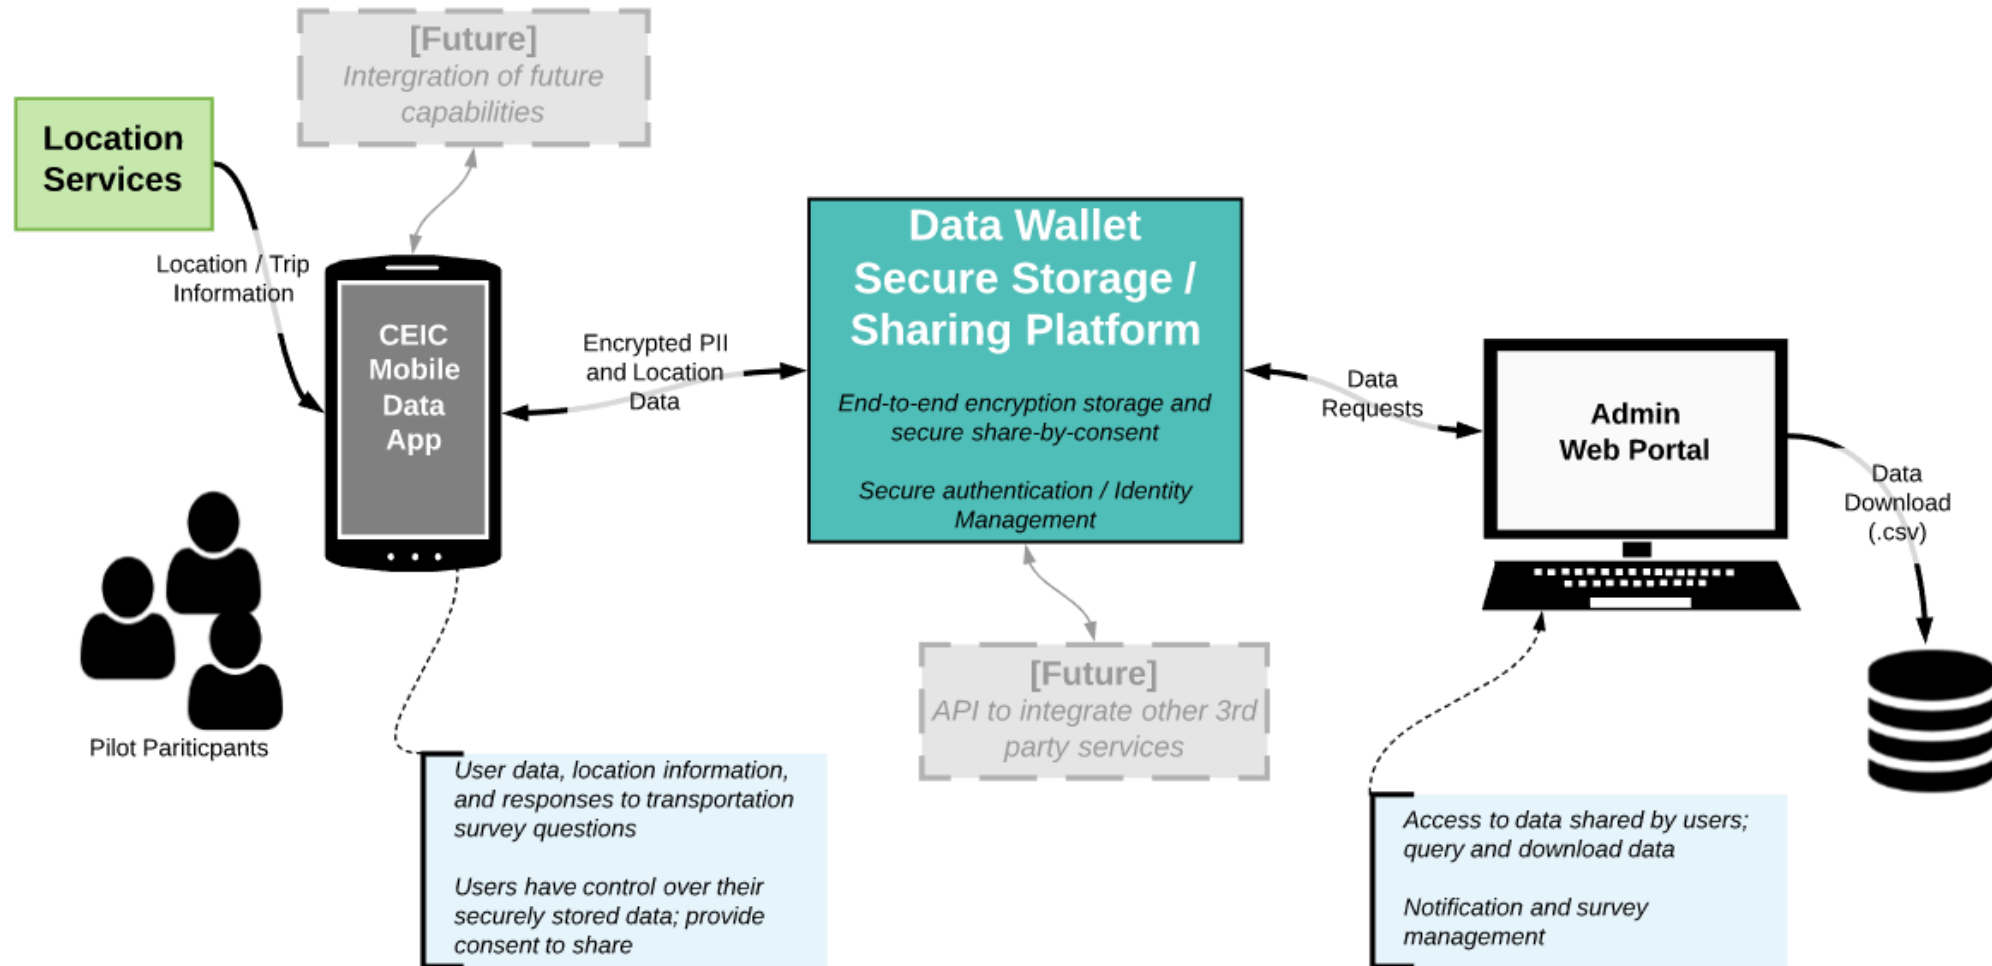 [Future]
Intergration of future
capabilities
Location
Services
Location / Trip
Information
CEIC
Mobile
Data
App
Encrypted PII
and Location
Data
Data Wallet
Secure Storage /
Sharing Platform
End-to-end encryption storage and
secure share-by-consent
Secure authentication / Identity
Management
Data
Requests
Admin
Web Portal
Data
Download
(.csv)
Pilot Pariticpants
[Future]
API to integrate other 3rd
party services
User data, location information,
and responses to transportation
survey questions
Users have control over their
securely stored data; provide
consent to share
Access to data shared by users;
query and download data
Notification and survey
management